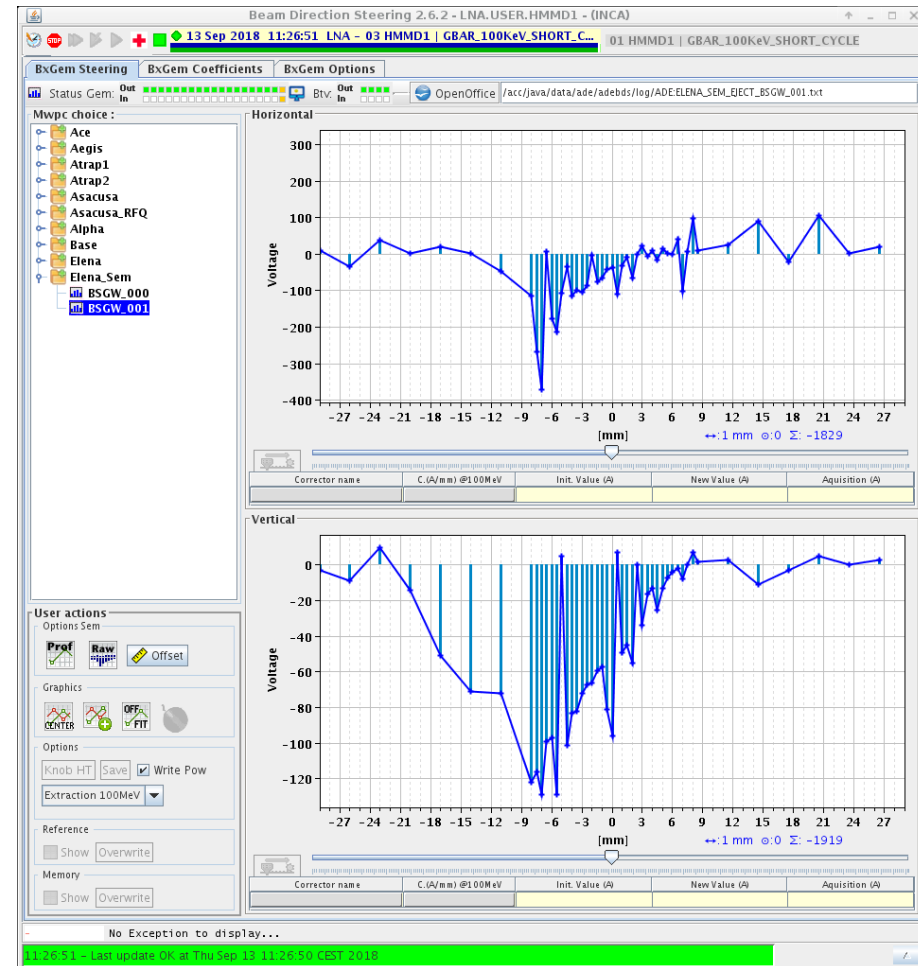 Beam Direction Steering 2.6.2 - LNA.USER.HMMD1 - (INCA)
STOP
13 Sep 2018 11:26:51 LNA - 03 HMMD1 | GBAR_100KeV_SHORT_C...
01 HMMD1 | GBAR_100KeV_SHORT_CYCLE
BxGem Steering BxGem Coefficients BxGem Options
Status Gem: Out In Btv: Out In OpenOffice /acc/java/data/ade/adebds/log/ADE:ELENA_SEM_EJECT_BSGW_001.txt
Mwpc choice :
Ace
Aegis
Atrap1
Atrap2
Asacusa
Asacusa_RFQ
Alpha
Base
Elena
Elena_Sem
BSGW_000
BSGW_001
User actions
Options Sem
Prof Raw Offset
Graphics
CENTER OFF FIT
Options
Knob HT Save Write Pow
Extraction 100MeV
Reference
Show Overwrite
Memory
Show Overwrite
Horizontal
Voltage
300
200
100
0
-100
-200
-300
-400
-27 -24 -21 -18 -15 -12 -9 -6 -3 0 3 6 9 12 15 18 21 24 27
[mm] ↔:1 mm ⊙:0 Σ: -1829
Corrector name C.(A/mm) @100MeV Init. Value (A) New Value (A) Aquisition (A)
Vertical
Voltage
0
-20
-40
-60
-80
-100
-120
-27 -24 -21 -18 -15 -12 -9 -6 -3 0 3 6 9 12 15 18 21 24 27
[mm] ↔:1 mm ⊙:0 Σ: -1919
Corrector name C.(A/mm) @100MeV Init. Value (A) New Value (A) Aquisition (A)
- No Exception to display...
11:26:51 - Last update OK at Thu Sep 13 11:26:50 CEST 2018